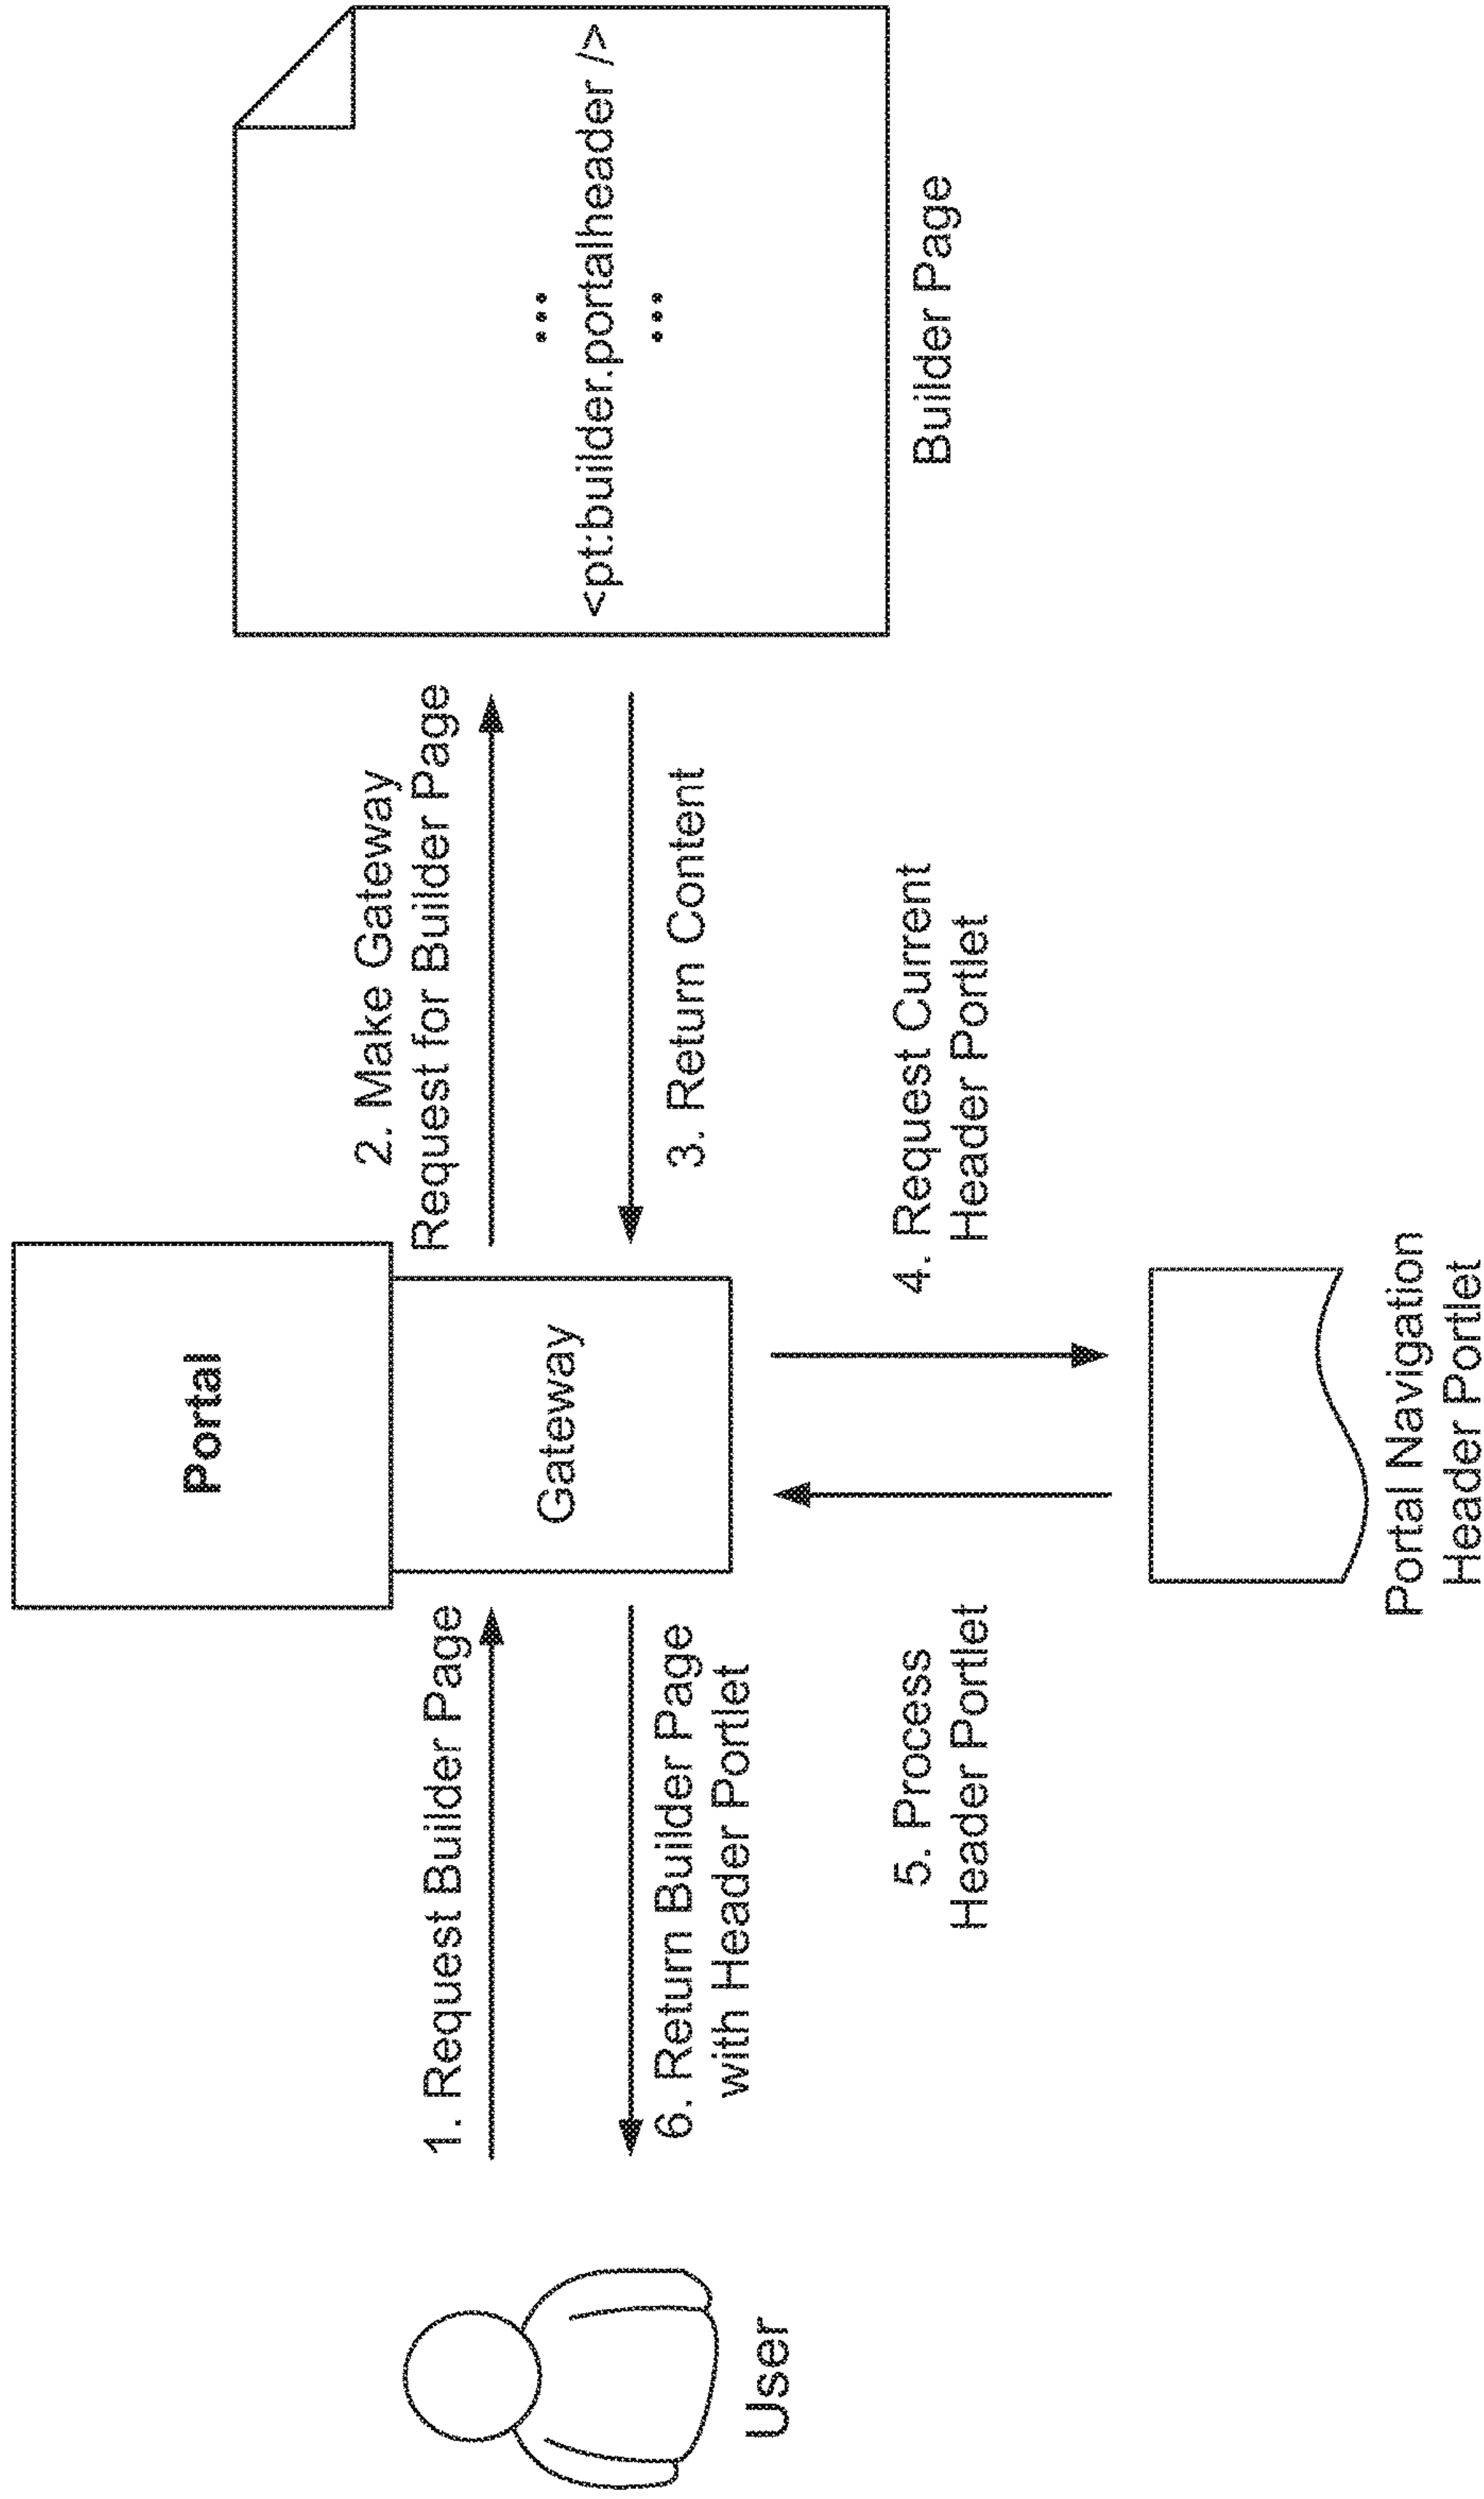 Portal
Gateway
1. Request Builder Page
2. Make Gateway
Request for Builder Page
<pt:builder.portalheader />
...
...
Builder Page
3. Return Content
4. Request Current
Header Portlet
Portal Navigation
Header Portlet
5. Process
Header Portlet
6. Return Builder Page
with Header Portlet
User